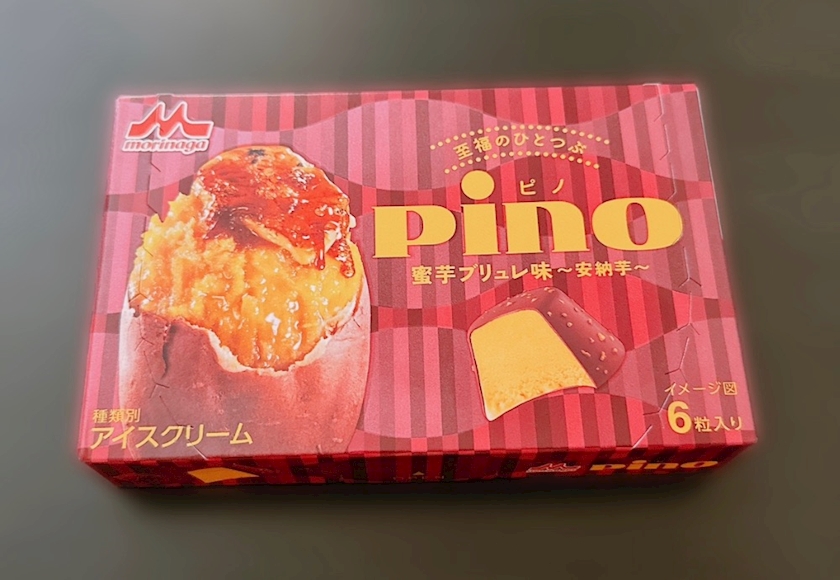 morinaga
至福のひとつぶ
ピノ
pino
蜜芋ブリュレ味～安納芋～
種類別
アイスクリーム
イメージ図
6粒入り
pino